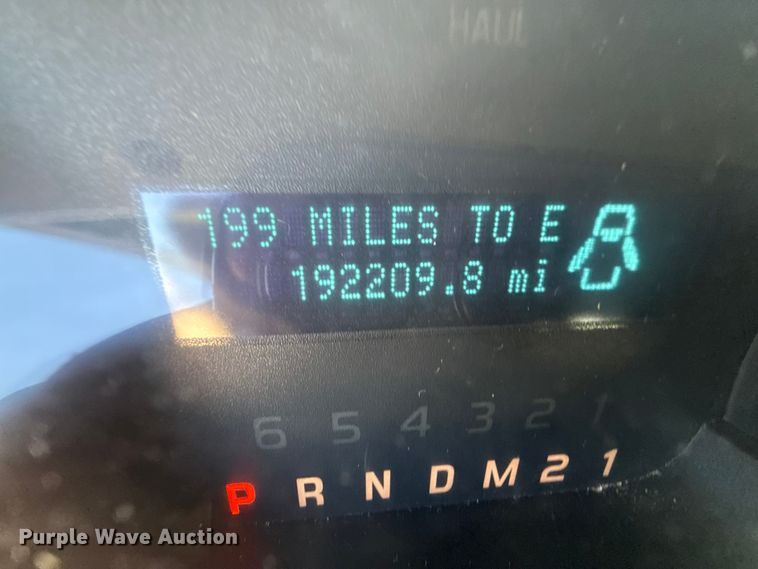 HAUL
199 MILES TO E
192209.8 mi
6 5 4 3 2 1
P R N D M 2 1
Purple Wave Auction